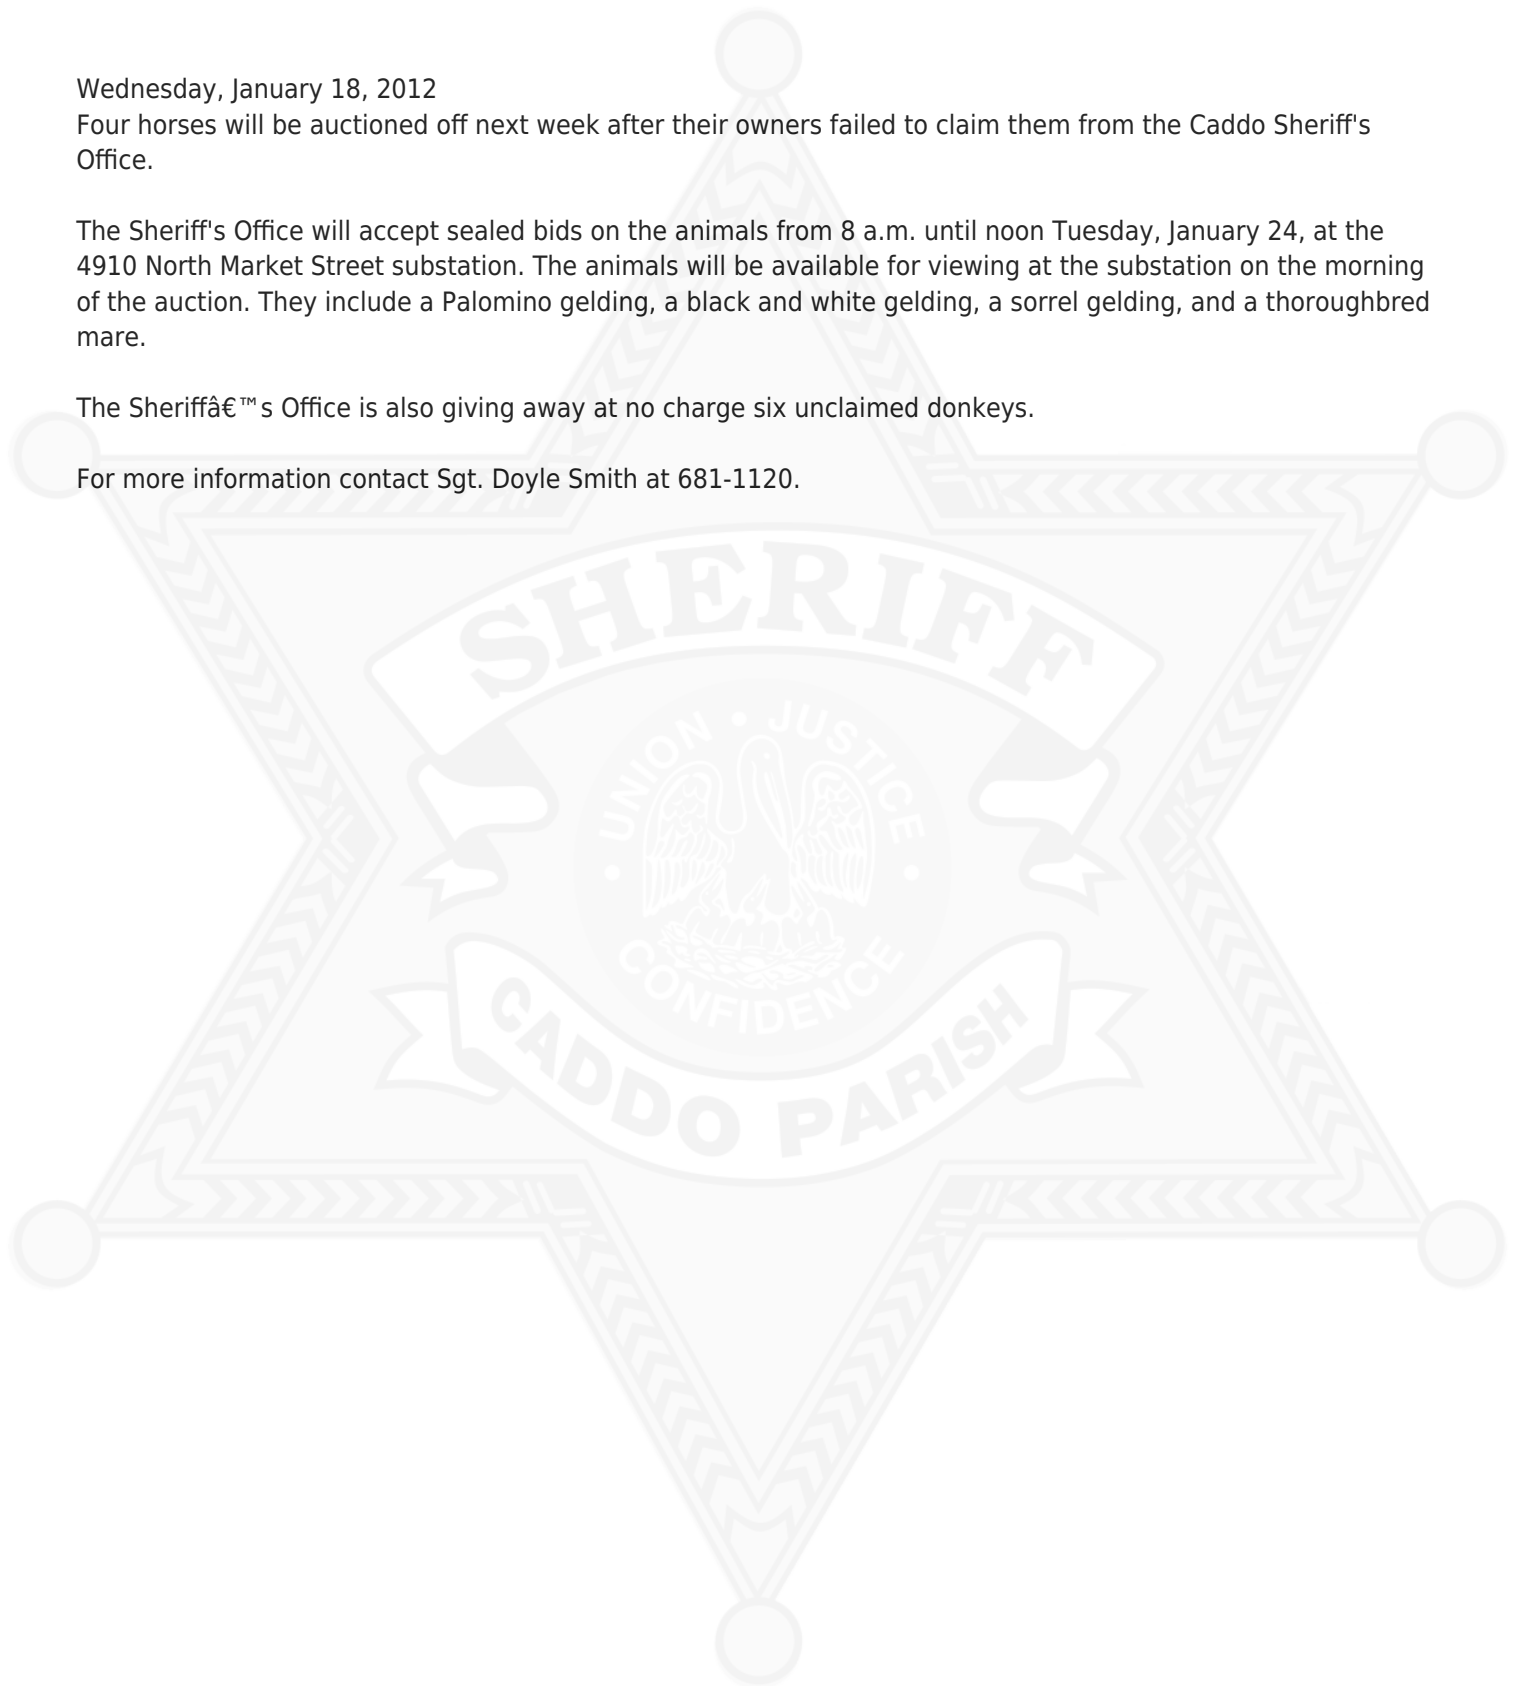 Wednesday, January 18, 2012
Four horses will be auctioned off next week after their owners failed to claim them from the Caddo Sheriff's
Office.
The Sheriff's Office will accept sealed bids on the animals from 8 a.m. until noon Tuesday, January 24, at the
4910 North Market Street substation. The animals will be available for viewing at the substation on the morning
of the auction. They include a Palomino gelding, a black and white gelding, a sorrel gelding, and a thoroughbred
mare.
The Sheriffâ€™s Office is also giving away at no charge six unclaimed donkeys.
For more information contact Sgt. Doyle Smith at 681-1120.
SHERIFF
UNION • JUSTICE
• CONFIDENCE •
CADDO PARISH